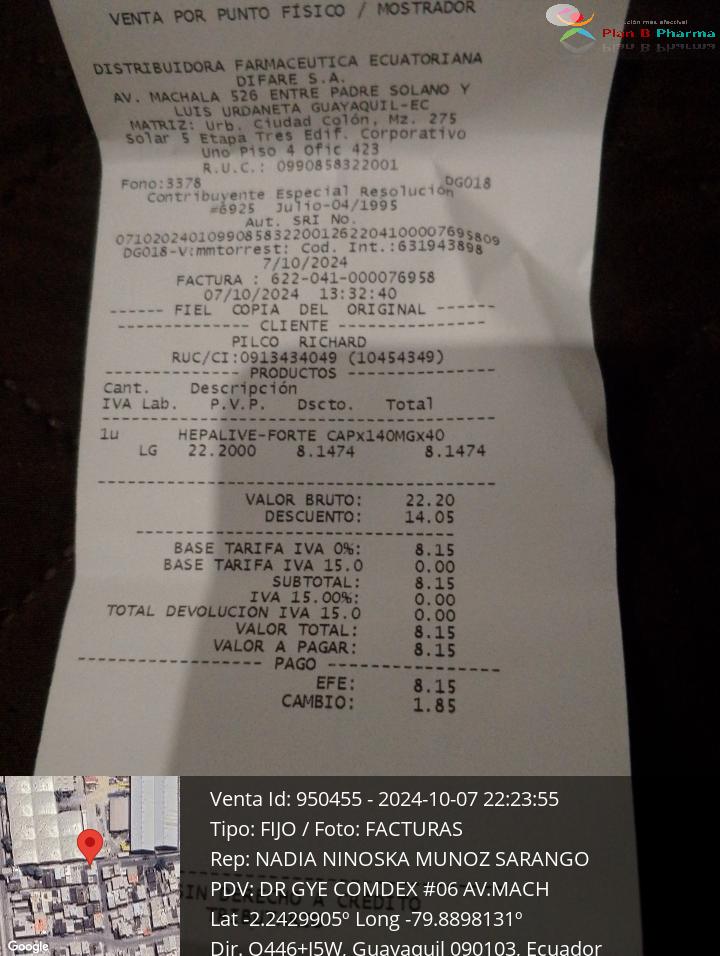 VENTA POR PUNTO FÍSICO / MOSTRADOR
Plan B Pharma
DISTRIBUIDORA FARMACEUTICA ECUATORIANA
DIFARE S.A.
AV. MACHALA 526 ENTRE PADRE SOLANO Y
LUIS URDANETA GUAYAQUIL-EC
MATRIZ: Urb. Ciudad Colón, Mz. 275
Solar 5 Etapa Tres Edif. Corporativo
Uno Piso 4 Ofic 423
R.U.C.: 0990858322001
Fono:3378 DG018
Contribuyente Especial Resolución
#6925 Julio-04/1995
Aut. SRI No.
07102024010990858322001262204100007695809
DG018-V:mmtorrest: Cod. Int.:631943898
7/10/2024
FACTURA : 622-041-000076958
07/10/2024 13:32:40
------ FIEL COPIA DEL ORIGINAL ------
-------------- CLIENTE ----------------
PILCO RICHARD
RUC/CI:0913434049 (10454349)
---------------- PRODUCTOS ----------------
Cant. Descripción
IVA Lab. P.V.P. Dscto. Total
1u HEPALIVE-FORTE CAPx140MGx40
LG 22.2000 8.1474 8.1474
VALOR BRUTO: 22.20
DESCUENTO: 14.05
BASE TARIFA IVA 0%: 8.15
BASE TARIFA IVA 15.0 0.00
SUBTOTAL: 8.15
IVA 15.00%: 0.00
TOTAL DEVOLUCION IVA 15.0 0.00
VALOR TOTAL: 8.15
VALOR A PAGAR: 8.15
------------------ PAGO ------------------
EFE: 8.15
CAMBIO: 1.85
Venta Id: 950455 - 2024-10-07 22:23:55
Tipo: FIJO / Foto: FACTURAS
Rep: NADIA NINOSKA MUNOZ SARANGO
PDV: DR GYE COMDEX #06 AV.MACH
SIN DERECHO A CREDITO
Lat -2.2429905º Long -79.8898131º
Dir. Q446+J5W, Guayaquil 090103, Ecuador
Google